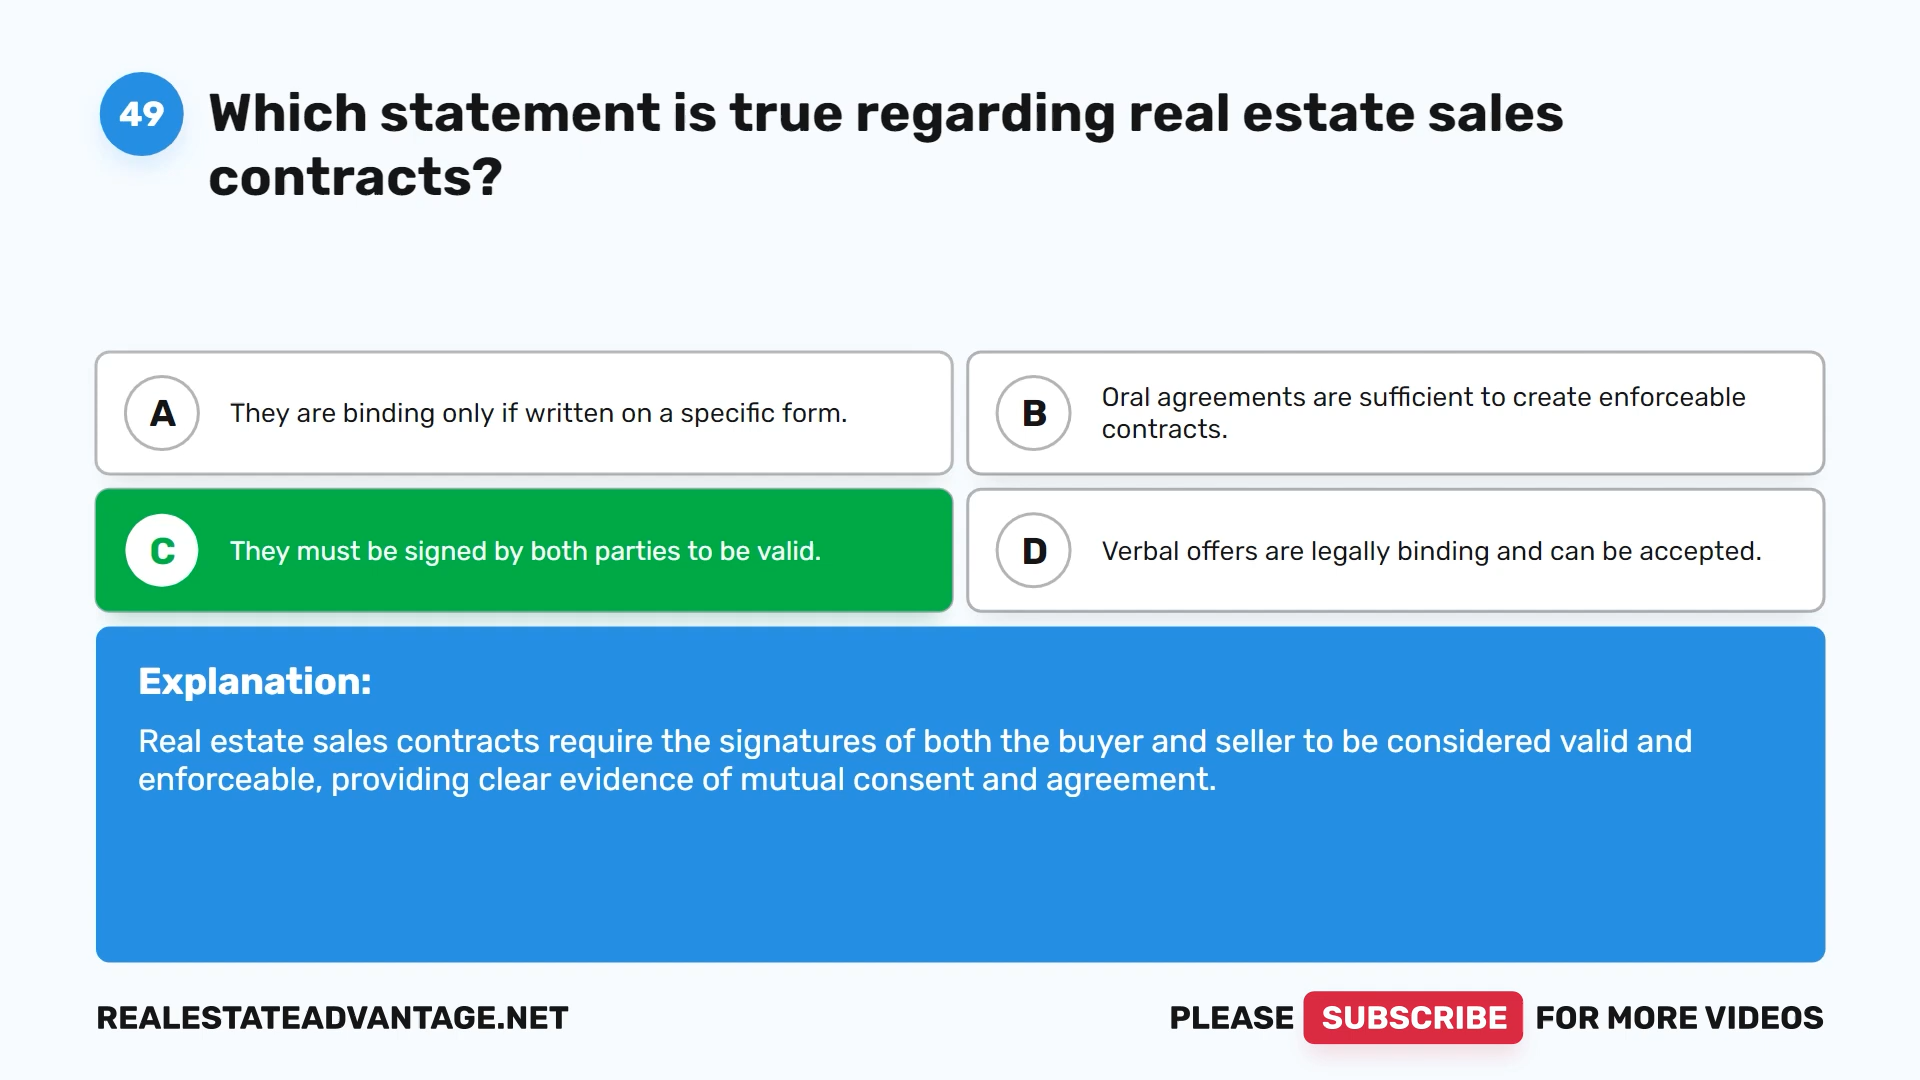 49
Which statement is true regarding real estate sales
contracts?
A
They are binding only if written on a specific form.
B
Oral agreements are sufficient to create enforceable
contracts.
C
They must be signed by both parties to be valid.
D
Verbal offers are legally binding and can be accepted.
Explanation:
Real estate sales contracts require the signatures of both the buyer and seller to be considered valid and
enforceable, providing clear evidence of mutual consent and agreement.
REALESTATEADVANTAGE.NET
PLEASE SUBSCRIBE FOR MORE VIDEOS